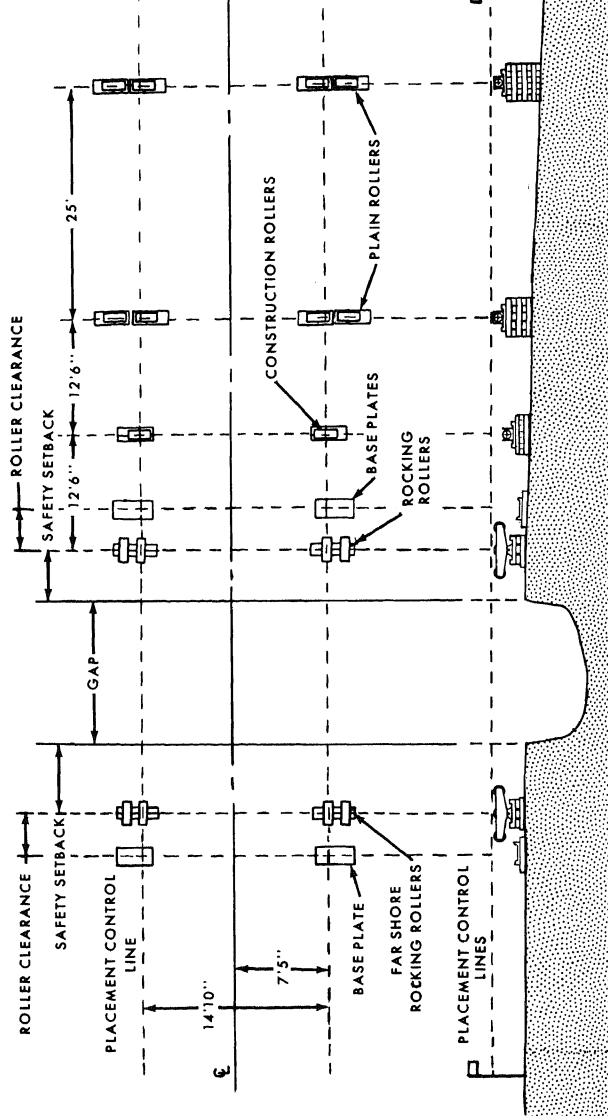 ROLLER CLEARANCE
SAFETY SETBACK
PLACEMENT CONTROL
LINE
14'10"
7'5"
℄
BASE PLATE
FAR SHORE
ROCKING ROLLERS
PLACEMENT CONTROL
LINES
GAP
ROLLER CLEARANCE
SAFETY SETBACK
12'6"
12'6"
25'
CONSTRUCTION ROLLERS
PLAIN ROLLERS
BASE PLATES
ROCKING
ROLLERS